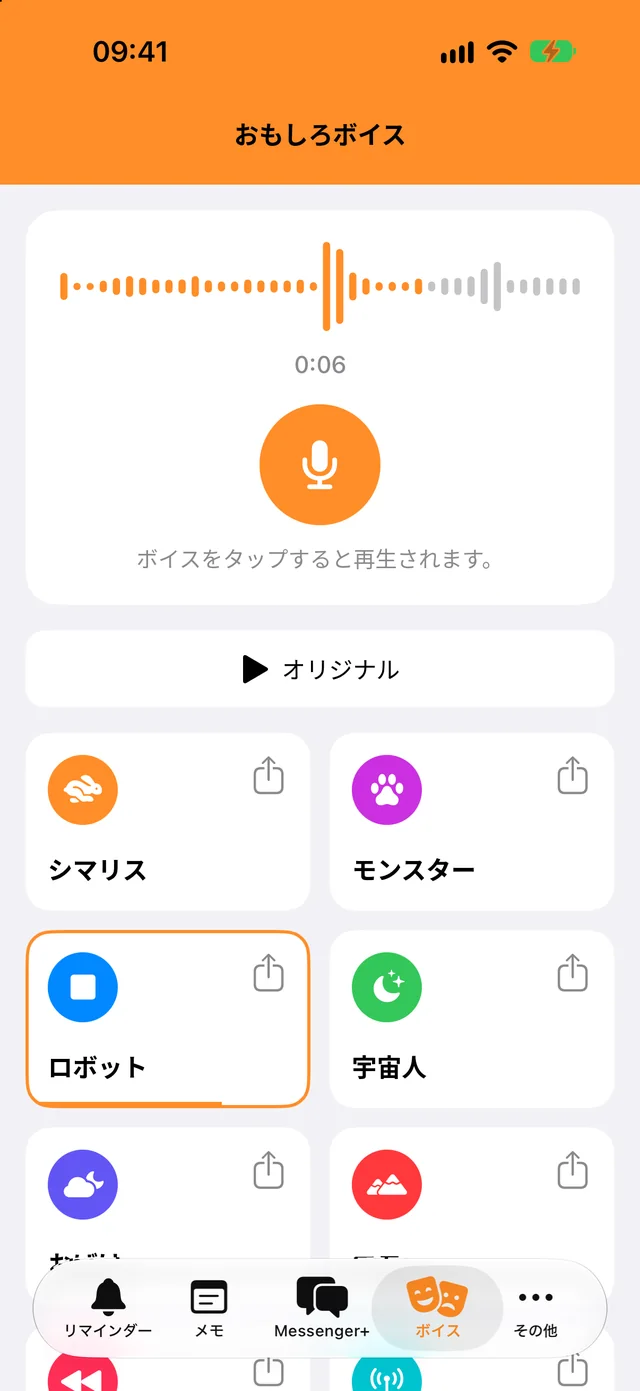 09:41
おもしろボイス
0:06
ボイスをタップすると再生されます。
オリジナル
シマリス
モンスター
ロボット
宇宙人
リマインダー
メモ
Messenger+
ボイス
その他